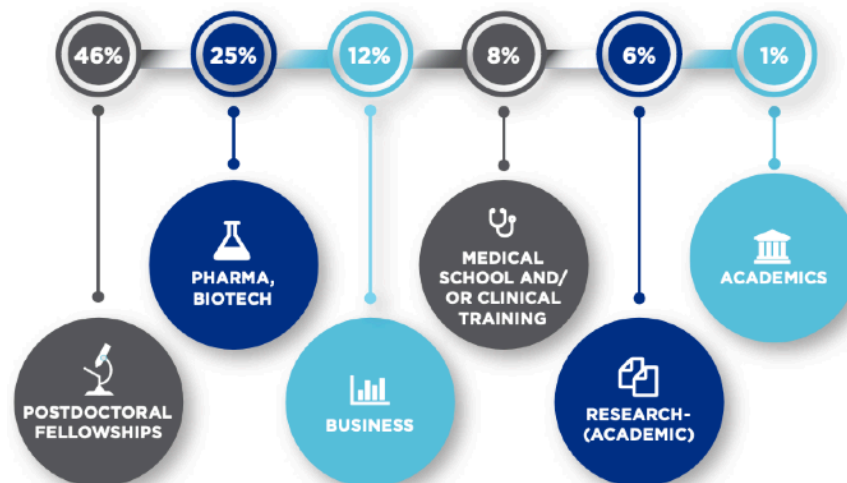 46%
25%
12%
8%
6%
1%
POSTDOCTORAL
FELLOWSHIPS
PHARMA,
BIOTECH
BUSINESS
MEDICAL
SCHOOL AND/
OR CLINICAL
TRAINING
RESEARCH-
(ACADEMIC)
ACADEMICS